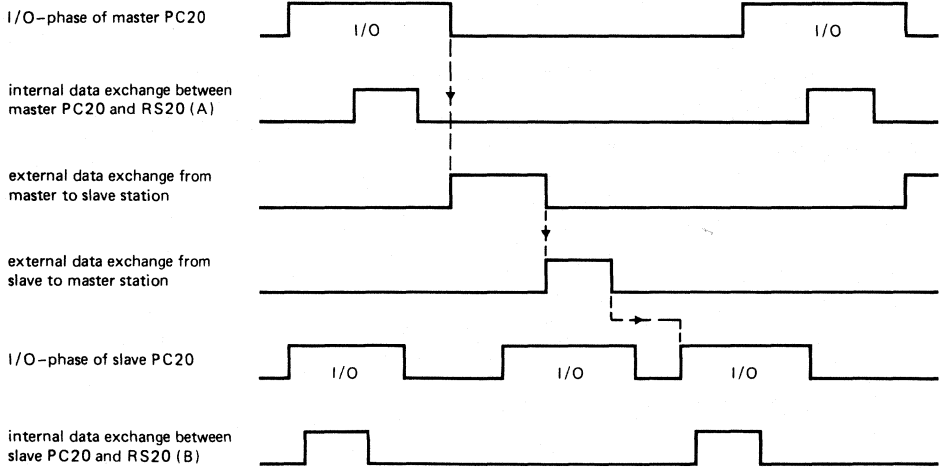 I/O-phase of master PC20
I/O
I/O
internal data exchange between
master PC20 and RS20 (A)
external data exchange from
master to slave station
external data exchange from
slave to master station
I/O-phase of slave PC20
I/O
I/O
I/O
internal data exchange between
slave PC20 and RS20 (B)